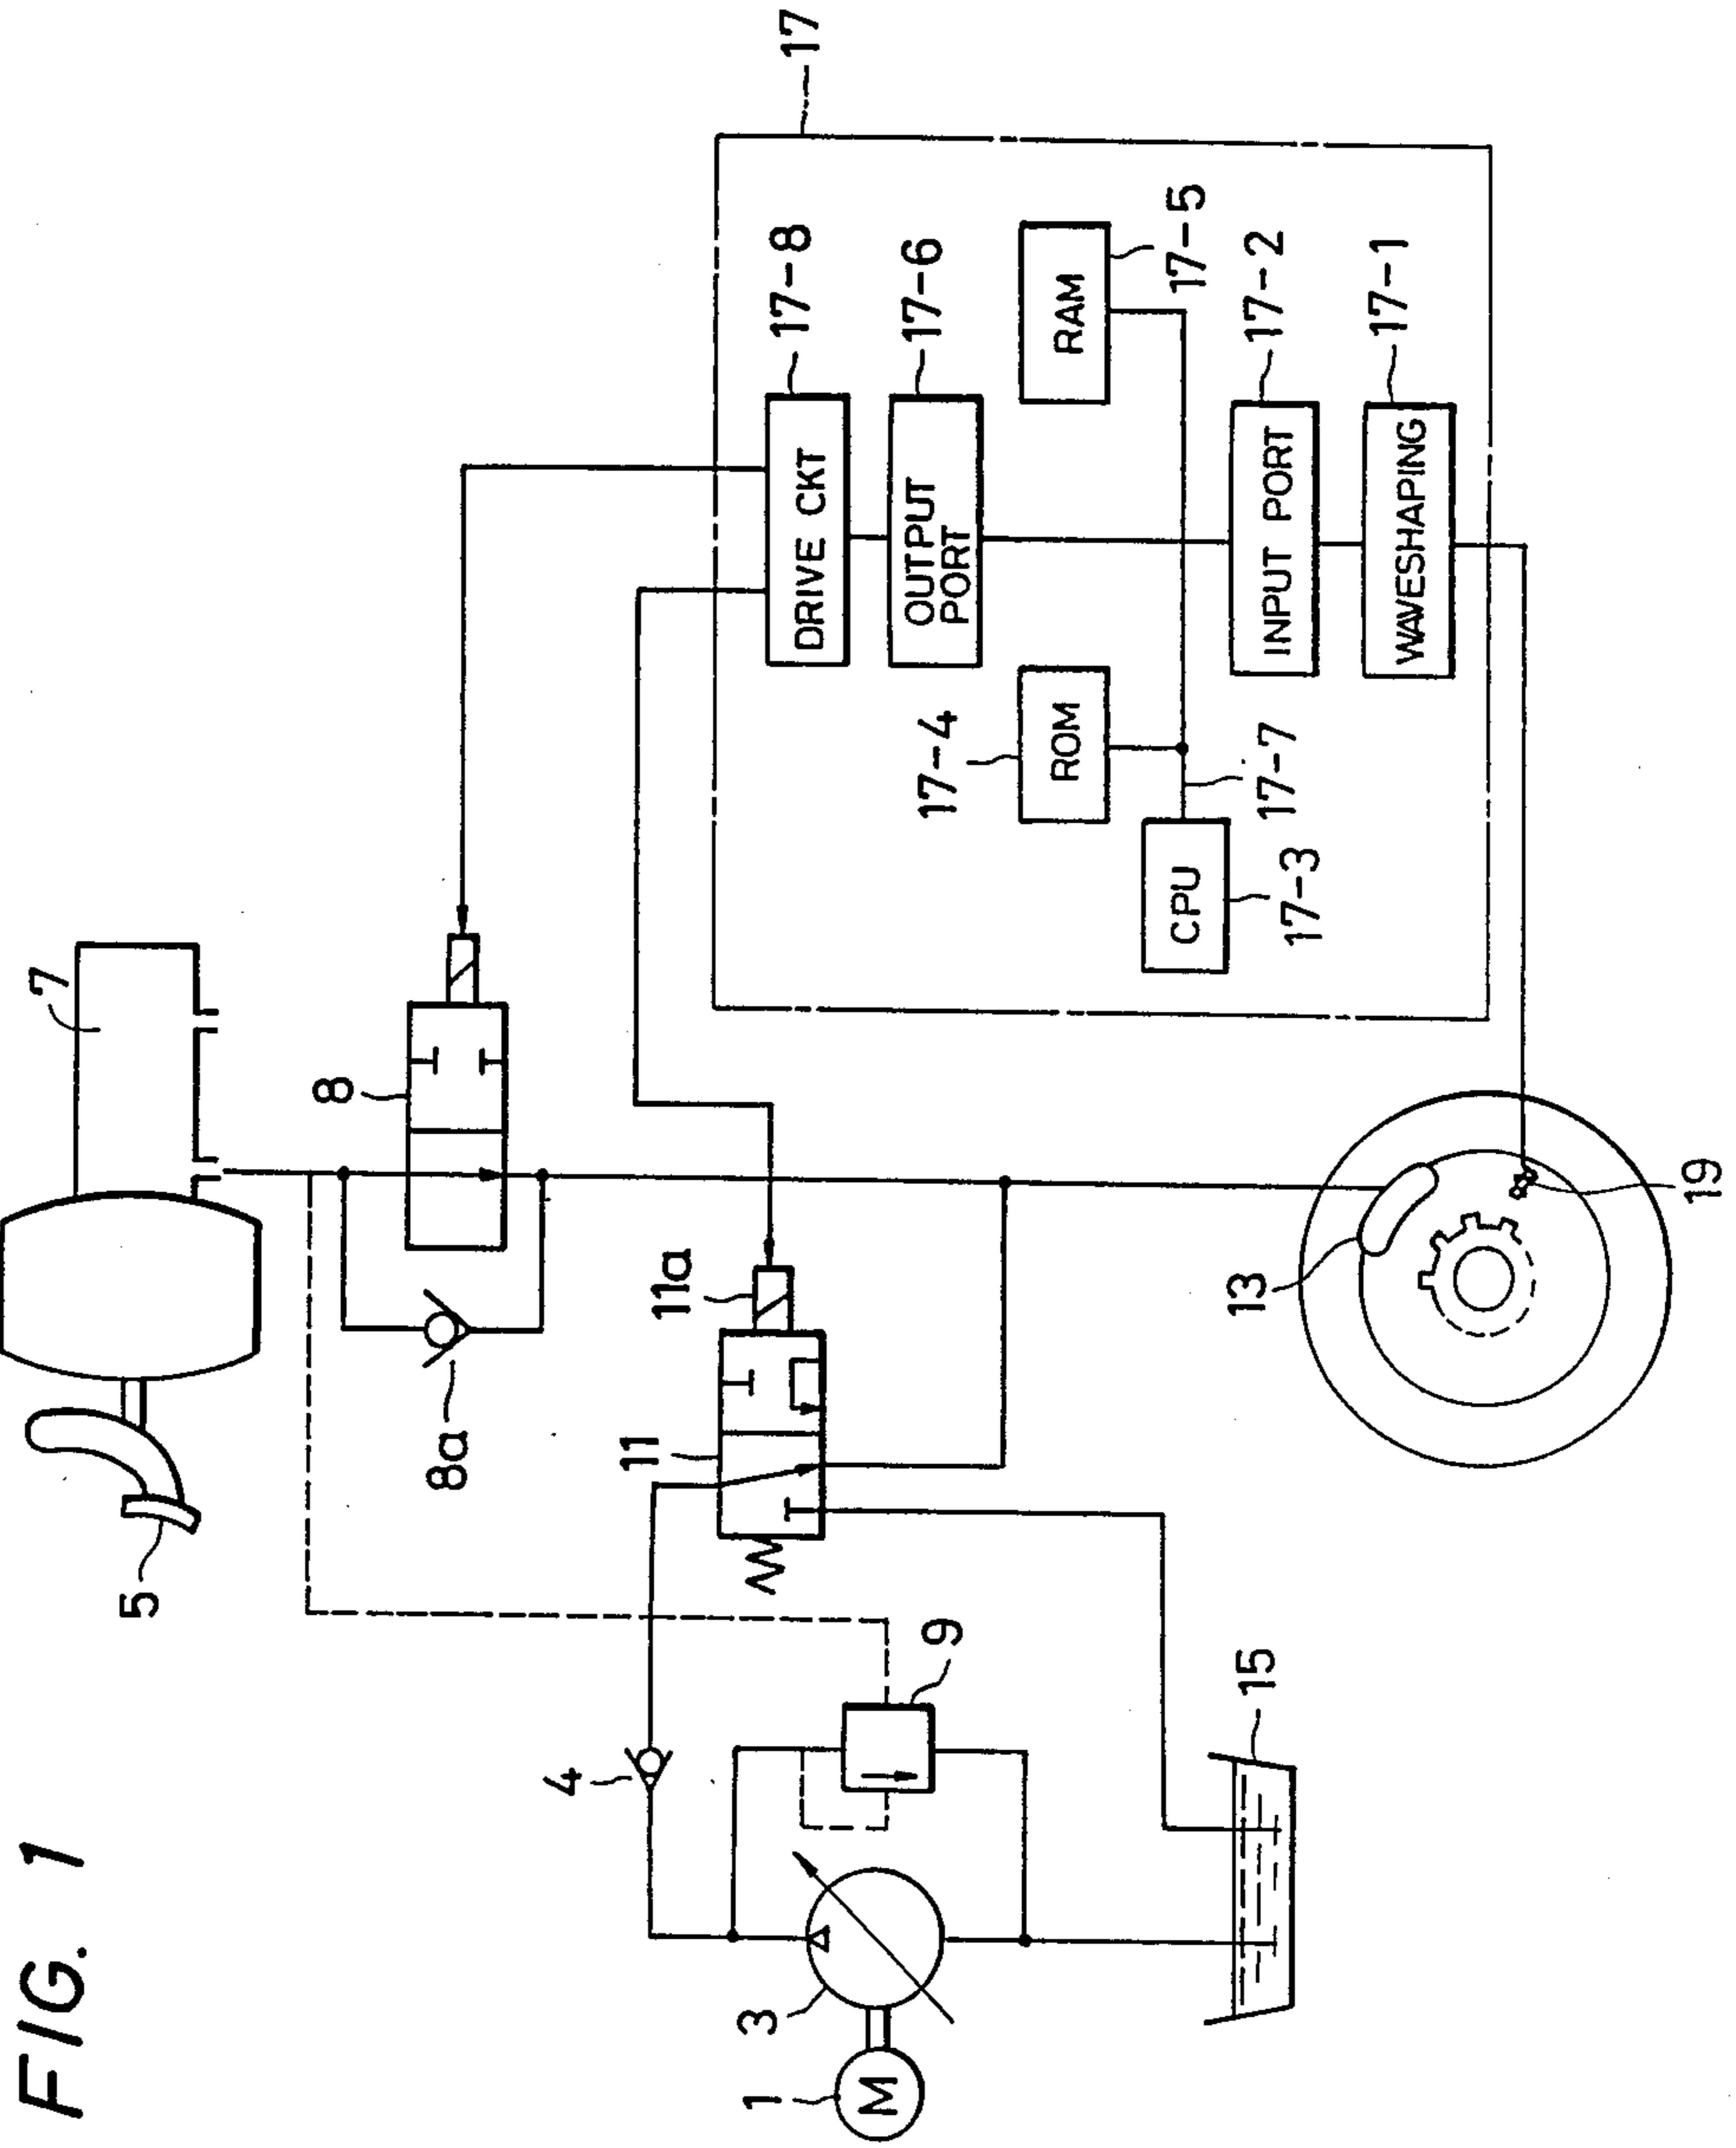 FIG. 1
5
7
8
8a
17
17-8
DRIVE CKT
17-6
OUTPUT
PORT
RAM
17-5
17-4
ROM
17-7
CPU
17-3
17-2
INPUT PORT
17-1
WAVESHAPING
11a
11
4
9
3
1
M
15
13
19